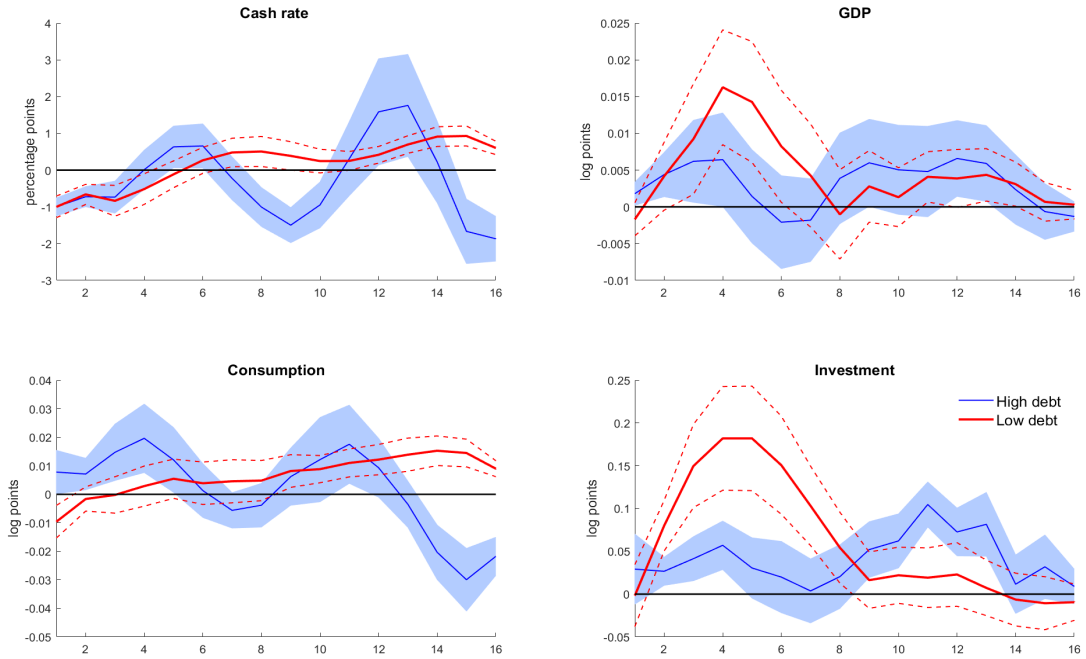 Cash rate
percentage points
4
3
2
1
0
-1
-2
-3
2 4 6 8 10 12 14 16
GDP
log points
0.025
0.02
0.015
0.01
0.005
0
-0.005
-0.01
2 4 6 8 10 12 14 16
Consumption
log points
0.04
0.03
0.02
0.01
0
-0.01
-0.02
-0.03
-0.04
-0.05
2 4 6 8 10 12 14 16
Investment
log points
0.25
0.2
0.15
0.1
0.05
0
-0.05
2 4 6 8 10 12 14 16
High debt
Low debt